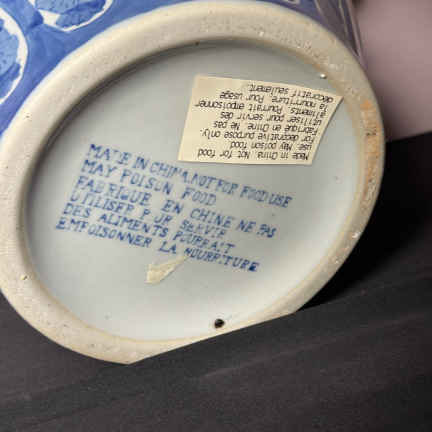 Made in China. Not for food
use. May poison food.
For decorative purpose only.
Fabriqué en Chine. Ne pas
utiliser pour servir des
aliments. Pourrait empoisonner
la nourriture. Pour usage
décoratif seulement.
MADE IN CHINA.NOT FOR FOOD USE
MAY POISON FOOD
FABRIQUE EN CHINE NE PAS
UTILISER POUR SERVIR
DES ALIMENTS POURRAIT
EMPOISONNER LA NOURRITURE